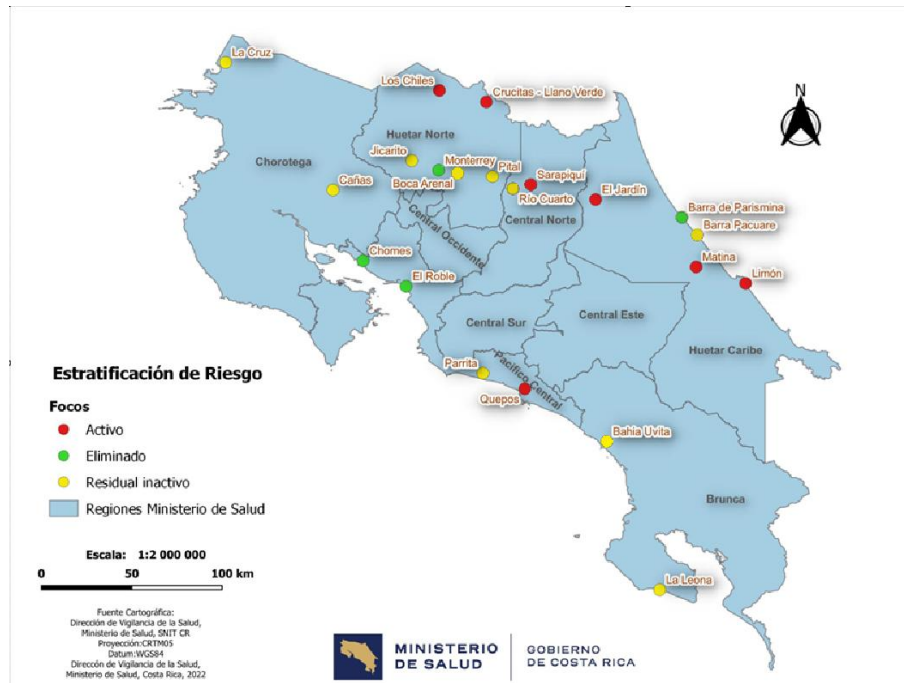 La Cruz
Los Chiles
Crucitas - Llano Verde
N
Huetar Norte
Jicarito
Monterrey
Chorotega
Pital
Boca Arenal
Sarapiquí
Cañas
Río Cuarto
El Jardín
Barra de Parismina
Central Norte
Barra Pacuare
Central Occidente
Chomes
Matina
El Roble
Limón
Central Sur
Central Este
Huetar Caribe
Parrita
Pacífico Central
Quepos
Bahía Uvita
Brunca
La Leona
Estratificación de Riesgo
Focos
Activo
Eliminado
Residual inactivo
Regiones Ministerio de Salud
Escala: 1:2 000 000
0 50 100 km
Fuente Cartográfica:
Dirección de Vigilancia de la Salud,
Ministerio de Salud, SNIT CR
Proyección:CRTM05
Datum:WGS84
Direccón de Vigilancia de la Salud,
Ministerio de Salud, Costa Rica, 2022
MINISTERIO
DE SALUD
GOBIERNO
DE COSTA RICA